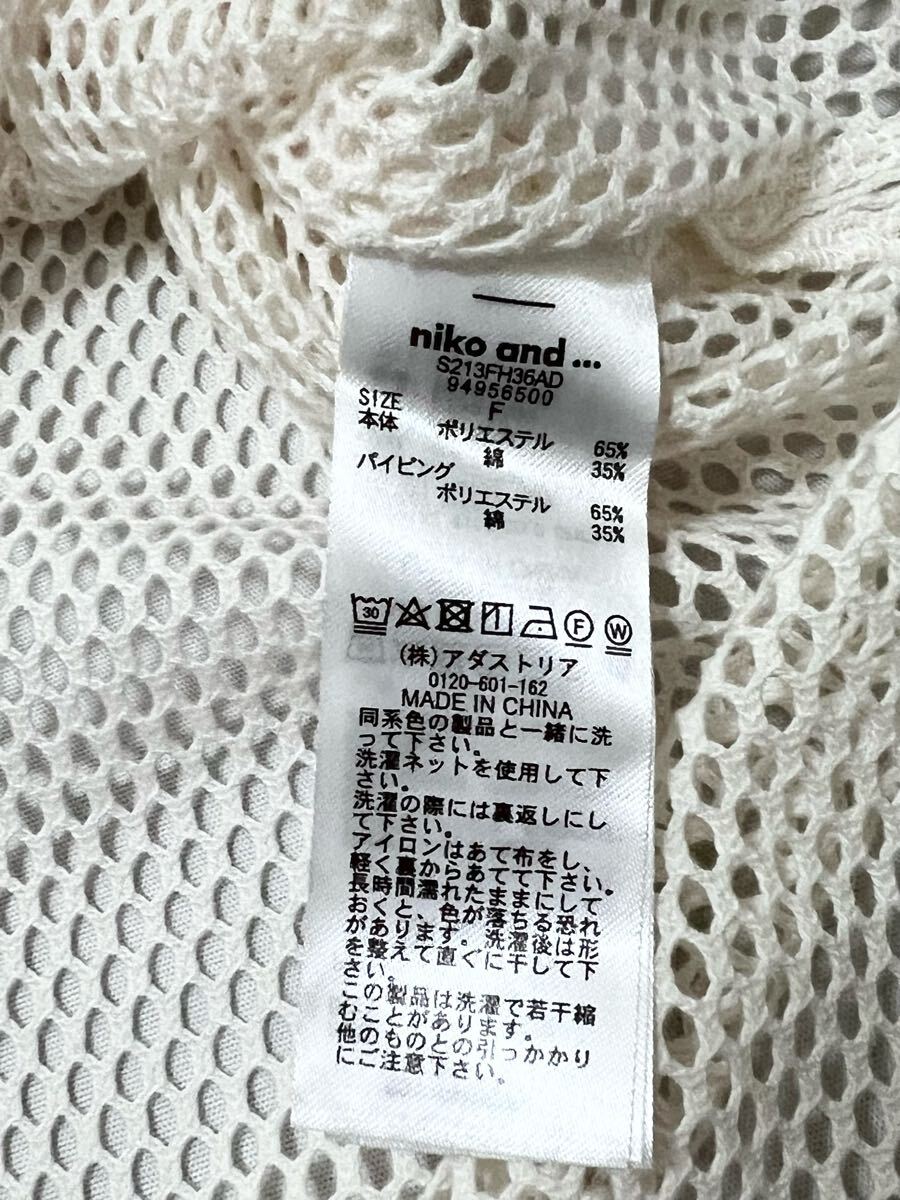 niko and ...
S213FH36AD
94956500
SIZE F
本体 ポリエステル 65%
綿 35%
パイピング
ポリエステル 65%
綿 35%
30 F W
(株)アダストリア
0120-601-162
MADE IN CHINA
同系色の製品と一緒に洗
って下さい。
洗濯ネットを使用して下
さい。
洗濯の際には裏返しにし
て下さい。
アイロンはあて布をし、
軽く裏からあてて下さい。
長時間濡れたままにして
おくと、色が落ちる恐れ
があります。洗濯後は形
を整えて直ぐに干して下
さい。
この製品は洗濯で若干縮
むことがあります。
他のものとの引っかかり
にご注意下さい。